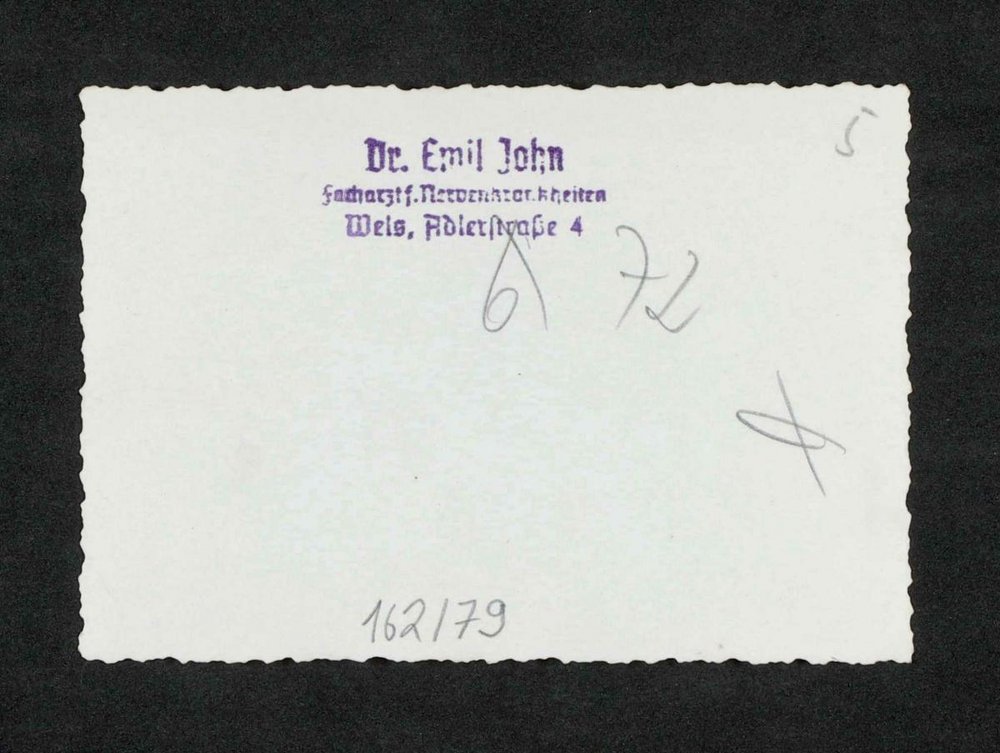 5
Dr. Emil John
Facharzt f. Nervenkrankheiten
Wels, Adlerstraße 4
6 72
162/79